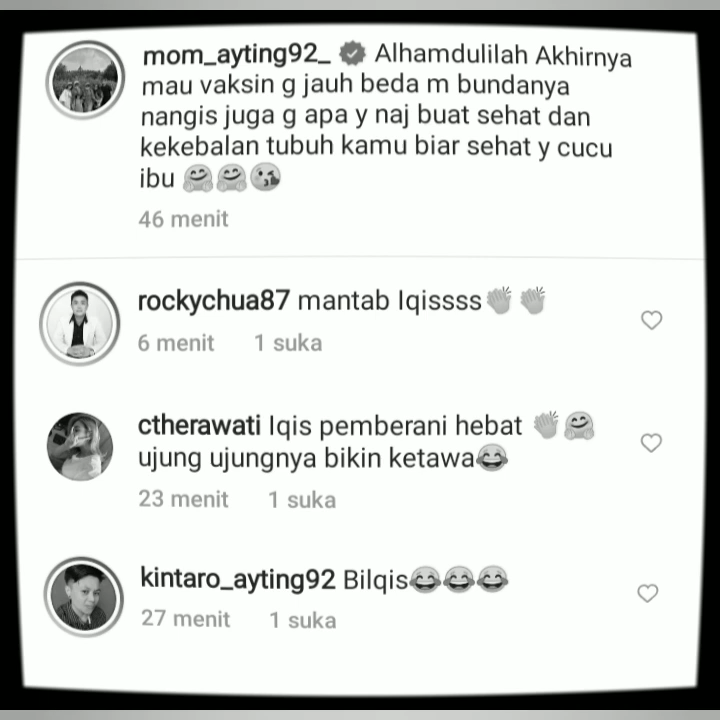 mom_ayting92_ Alhamdulilah Akhirnya
mau vaksin g jauh beda m bundanya
nangis juga g apa y naj buat sehat dan
kekebalan tubuh kamu biar sehat y cucu
ibu 🤗🤗😘
46 menit
rockychua87 mantab Iqissss👏👏
6 menit 1 suka
ctherawati Iqis pemberani hebat 👏🤗
ujung ujungnya bikin ketawa😂
23 menit 1 suka
kintaro_ayting92 Bilqis😂😂😂
27 menit 1 suka